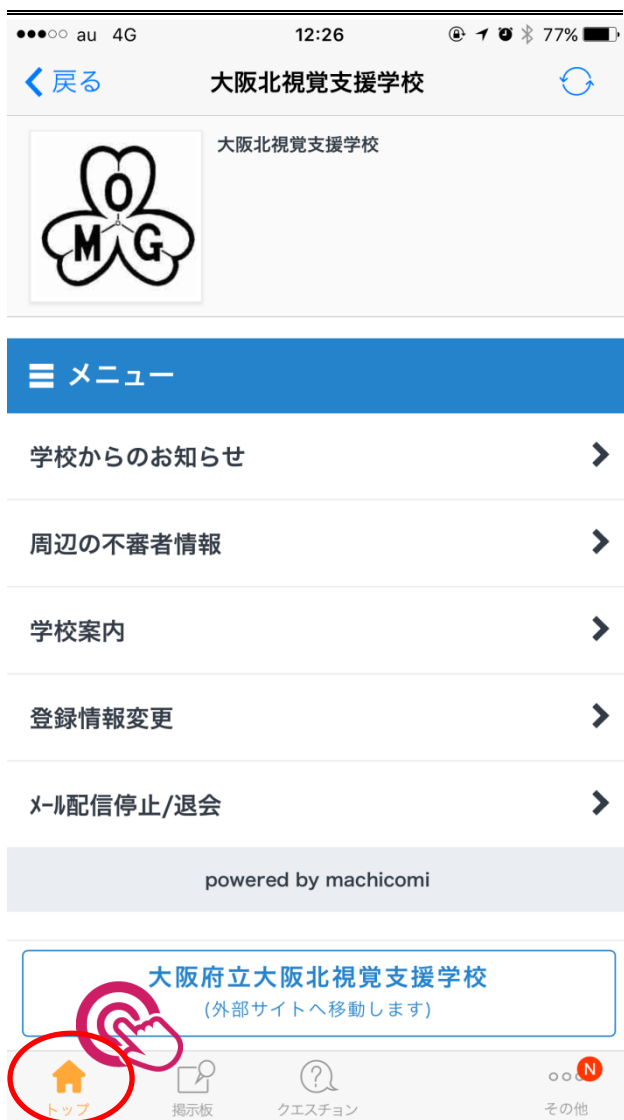 au 4G 12:26 77%
戻る 大阪北視覚支援学校
大阪北視覚支援学校
O
M G
メニュー
学校からのお知らせ
周辺の不審者情報
学校案内
登録情報変更
ﾒｰﾙ配信停止/退会
powered by machicomi
大阪府立大阪北視覚支援学校
(外部サイトへ移動します)
N
トップ 掲示板 クエスチョン その他